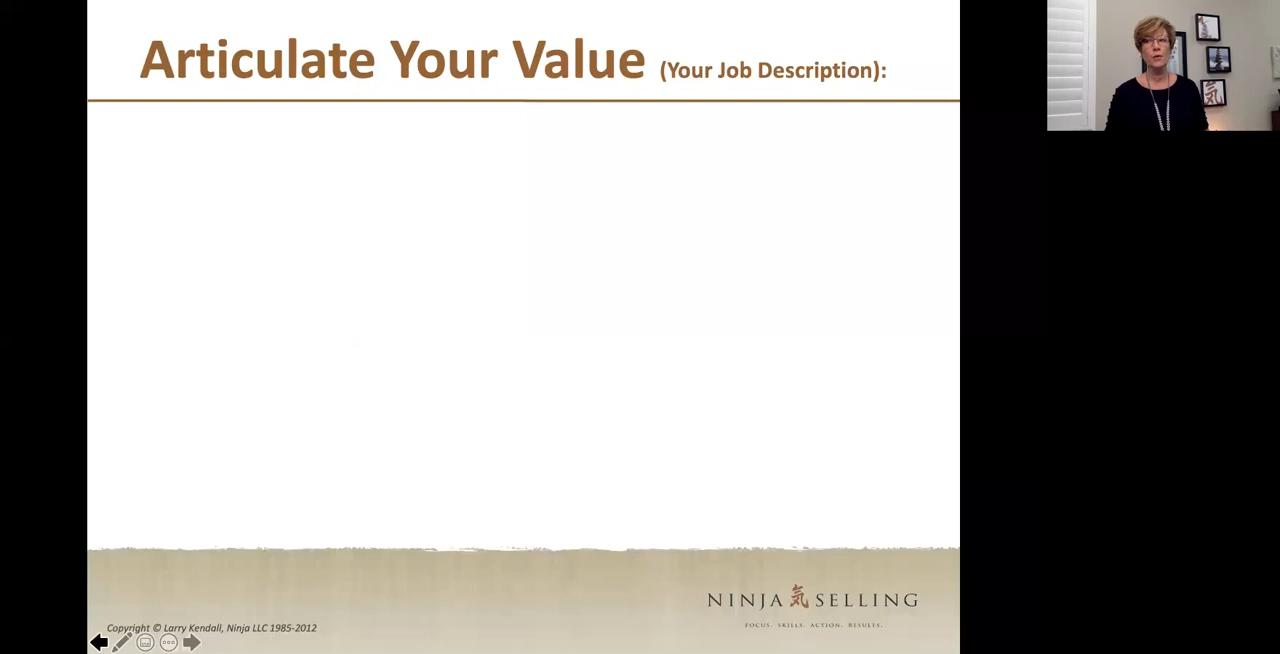 Articulate Your Value (Your Job Description):
NINJA 気 SELLING
FOCUS. SKILLS. ACTION. RESULTS.
Copyright © Larry Kendall, Ninja LLC 1985-2012
気